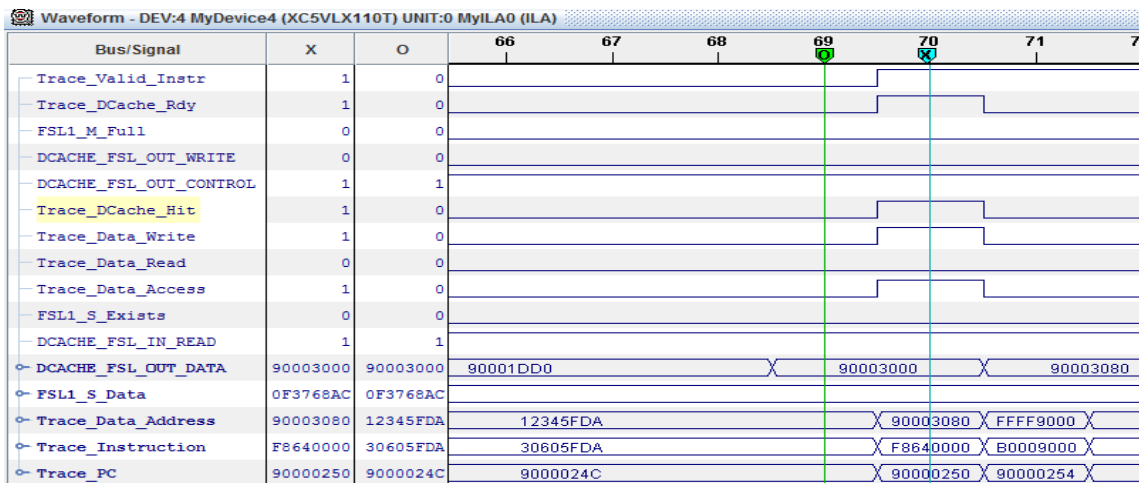 Waveform - DEV:4 MyDevice4 (XC5VLX110T) UNIT:0 MyILA0 (ILA)
Bus/Signal X O 66 67 68 69 70 71 7
O X
Trace_Valid_Instr 1 0
Trace_DCache_Rdy 1 0
FSL1_M_Full 0 0
DCACHE_FSL_OUT_WRITE 0 0
DCACHE_FSL_OUT_CONTROL 1 1
Trace_DCache_Hit 1 0
Trace_Data_Write 1 0
Trace_Data_Read 0 0
Trace_Data_Access 1 0
FSL1_S_Exists 0 0
DCACHE_FSL_IN_READ 1 1
DCACHE_FSL_OUT_DATA 90003000 90003000 90001DD0 90003000 90003080
FSL1_S_Data 0F3768AC 0F3768AC
Trace_Data_Address 90003080 12345FDA 12345FDA 90003080 FFFF9000
Trace_Instruction F8640000 30605FDA 30605FDA F8640000 B0009000
Trace_PC 90000250 9000024C 9000024C 90000250 90000254